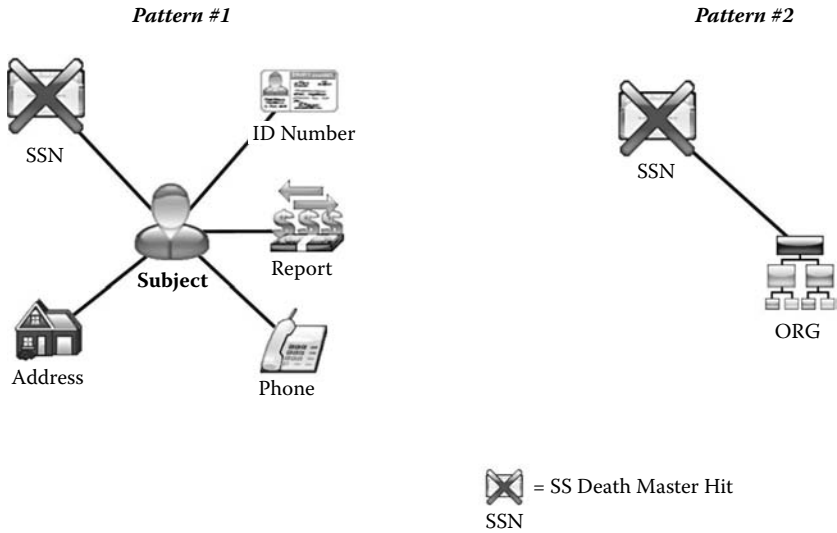 Pattern #1
Pattern #2
SSN
ID Number
SSN
Report
Subject
ORG
Address
Phone
= SS Death Master Hit
SSN